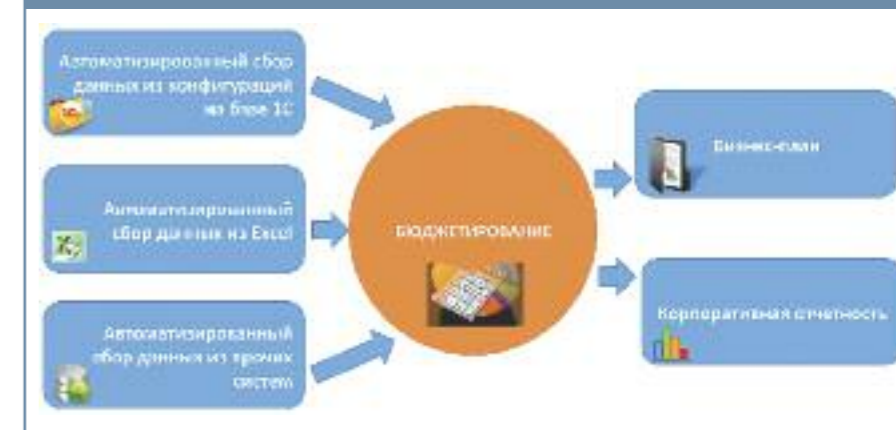 Автоматизированный сбор
данных из конфигураций
на базе 1С
Автоматизированный
сбор данных из Excel
Автоматизированный
сбор данных из прочих
систем
БЮДЖЕТИРОВАНИЕ
Бизнес-план
Корпоративная отчетность